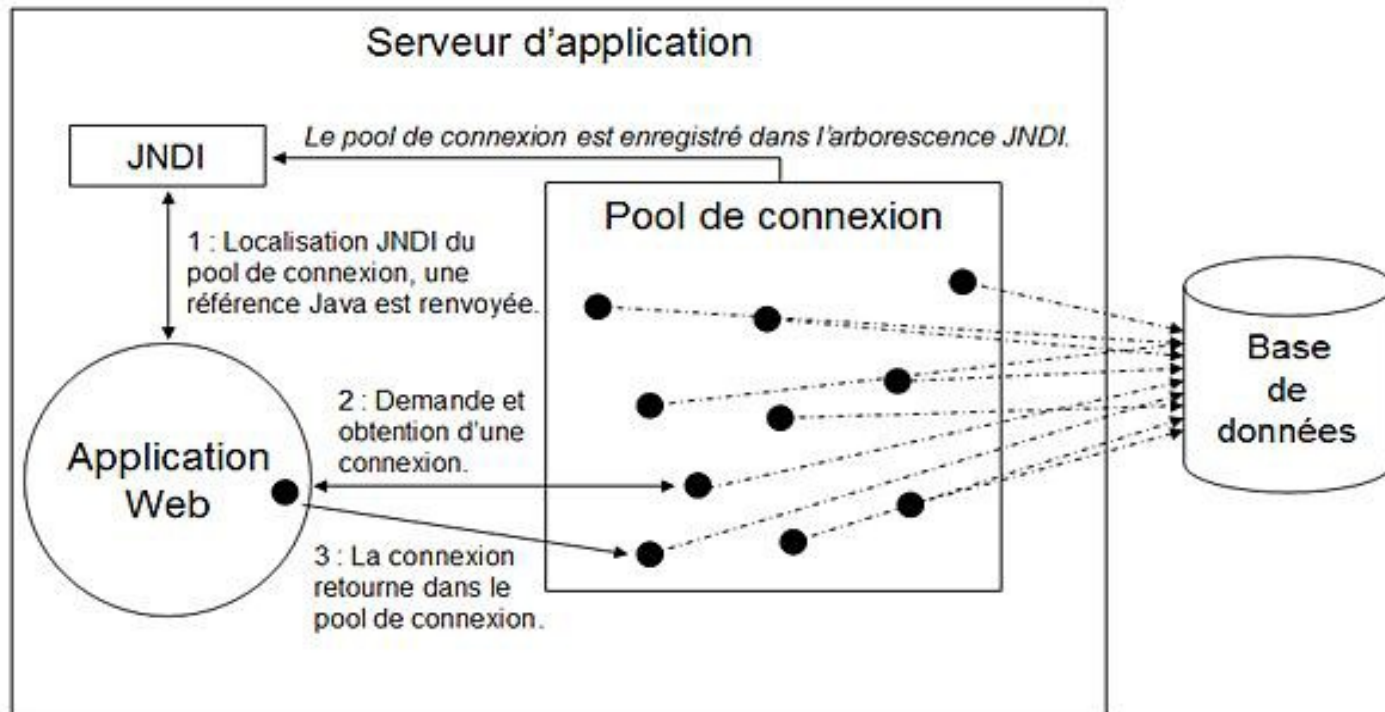 Serveur d'application
JNDI
Le pool de connexion est enregistré dans l'arborescence JNDI.
1 : Localisation JNDI du
pool de connexion, une
référence Java est renvoyée.
Pool de connexion
Application
Web
2 : Demande et
obtention d'une
connexion.
3 : La connexion
retourne dans le
pool de connexion.
Base
de
données